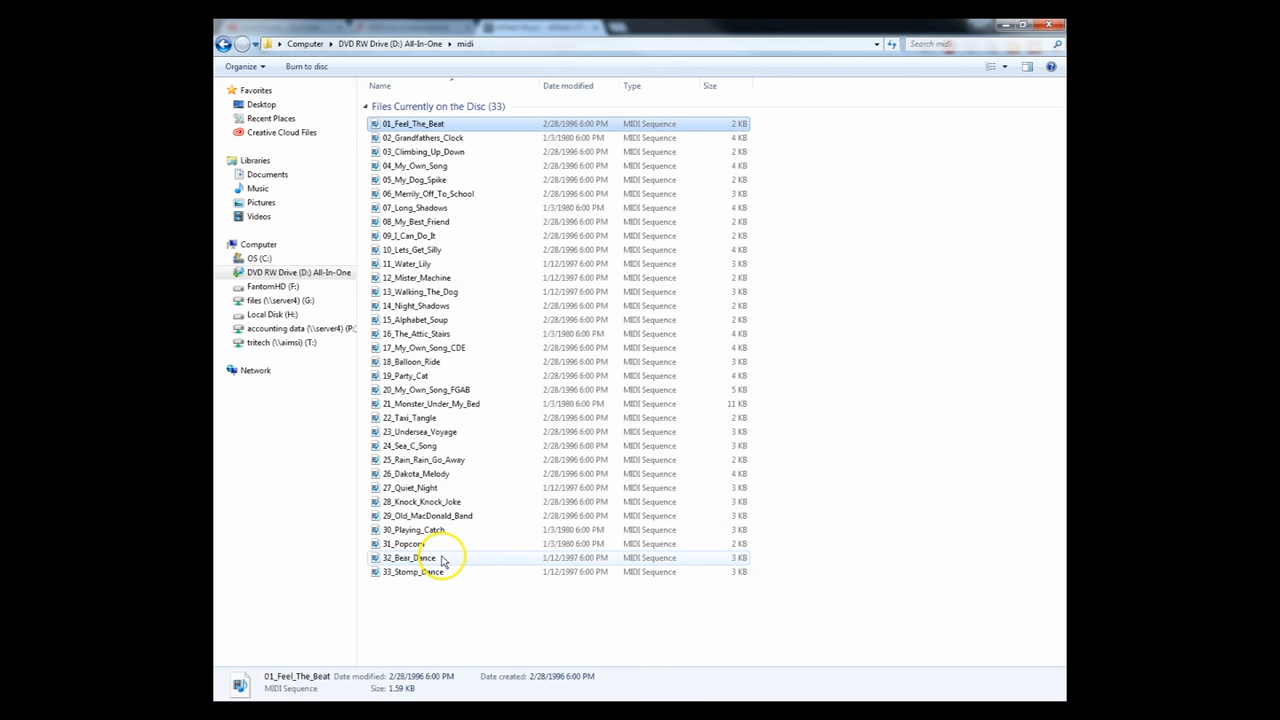 Computer ▸ DVD RW Drive (D:) All-In-One ▸ midi
Search midi
Organize Burn to disc
Name Date modified Type Size
Favorites
Desktop
Recent Places
Creative Cloud Files
Libraries
Documents
Music
Pictures
Videos
Computer
OS (C:)
DVD RW Drive (D:) All-In-One
FantomHD (F:)
files (\\server4) (G:)
Local Disk (H:)
accounting data (\\server4) (P:
tritech (\\aimsi) (T:)
Network
Files Currently on the Disc (33)
01_Feel_The_Beat 2/28/1996 6:00 PM MIDI Sequence 2 KB
02_Grandfathers_Clock 1/3/1980 6:00 PM MIDI Sequence 4 KB
03_Climbing_Up_Down 2/28/1996 6:00 PM MIDI Sequence 2 KB
04_My_Own_Song 2/28/1996 6:00 PM MIDI Sequence 4 KB
05_My_Dog_Spike 2/28/1996 6:00 PM MIDI Sequence 2 KB
06_Merrily_Off_To_School 2/28/1996 6:00 PM MIDI Sequence 3 KB
07_Long_Shadows 1/3/1980 6:00 PM MIDI Sequence 4 KB
08_My_Best_Friend 2/28/1996 6:00 PM MIDI Sequence 2 KB
09_I_Can_Do_It 2/28/1996 6:00 PM MIDI Sequence 2 KB
10_Lets_Get_Silly 2/28/1996 6:00 PM MIDI Sequence 4 KB
11_Water_Lily 1/12/1997 6:00 PM MIDI Sequence 3 KB
12_Mister_Machine 2/28/1996 6:00 PM MIDI Sequence 2 KB
13_Walking_The_Dog 1/12/1997 6:00 PM MIDI Sequence 3 KB
14_Night_Shadows 2/28/1996 6:00 PM MIDI Sequence 4 KB
15_Alphabet_Soup 2/28/1996 6:00 PM MIDI Sequence 2 KB
16_The_Attic_Stairs 1/3/1980 6:00 PM MIDI Sequence 4 KB
17_My_Own_Song_CDE 2/28/1996 6:00 PM MIDI Sequence 4 KB
18_Balloon_Ride 2/28/1996 6:00 PM MIDI Sequence 3 KB
19_Party_Cat 2/28/1996 6:00 PM MIDI Sequence 4 KB
20_My_Own_Song_FGAB 2/28/1996 6:00 PM MIDI Sequence 5 KB
21_Monster_Under_My_Bed 1/3/1980 6:00 PM MIDI Sequence 11 KB
22_Taxi_Tangle 2/28/1996 6:00 PM MIDI Sequence 2 KB
23_Undersea_Voyage 2/28/1996 6:00 PM MIDI Sequence 3 KB
24_Sea_C_Song 2/28/1996 6:00 PM MIDI Sequence 3 KB
25_Rain_Rain_Go_Away 2/28/1996 6:00 PM MIDI Sequence 2 KB
26_Dakota_Melody 2/28/1996 6:00 PM MIDI Sequence 4 KB
27_Quiet_Night 1/12/1997 6:00 PM MIDI Sequence 3 KB
28_Knock_Knock_Joke 2/28/1996 6:00 PM MIDI Sequence 3 KB
29_Old_MacDonald_Band 2/28/1996 6:00 PM MIDI Sequence 3 KB
30_Playing_Catch 1/3/1980 6:00 PM MIDI Sequence 3 KB
31_Popcorn 1/3/1980 6:00 PM MIDI Sequence 2 KB
32_Bear_Dance 1/12/1997 6:00 PM MIDI Sequence 3 KB
33_Stomp_Dance 1/12/1997 6:00 PM MIDI Sequence 3 KB
01_Feel_The_Beat Date modified: 2/28/1996 6:00 PM Date created: 2/28/1996 6:00 PM
MIDI Sequence Size: 1.59 KB